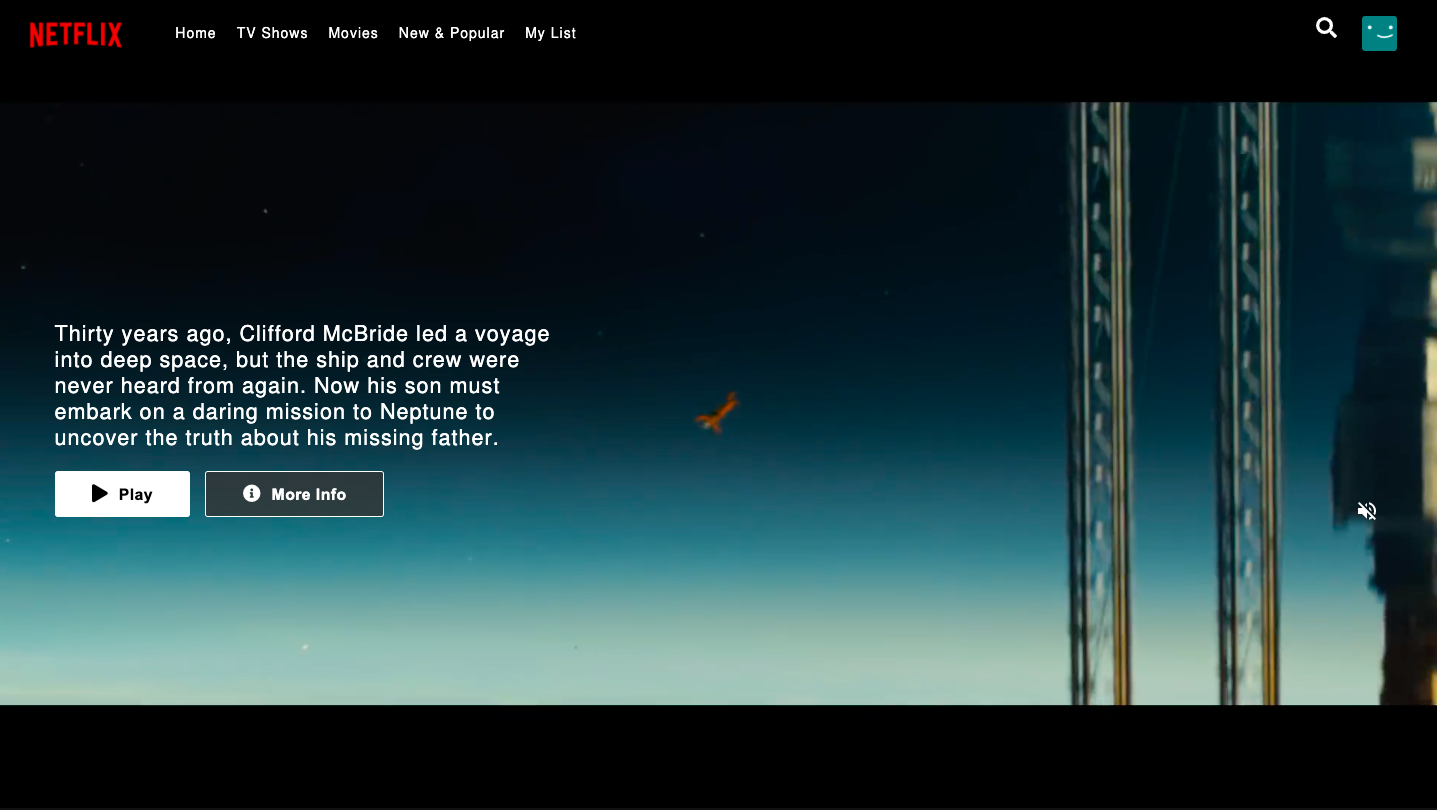 NETFLIX
Home TV Shows Movies New & Popular My List
Thirty years ago, Clifford McBride led a voyage
into deep space, but the ship and crew were
never heard from again. Now his son must
embark on a daring mission to Neptune to
uncover the truth about his missing father.
Play More Info